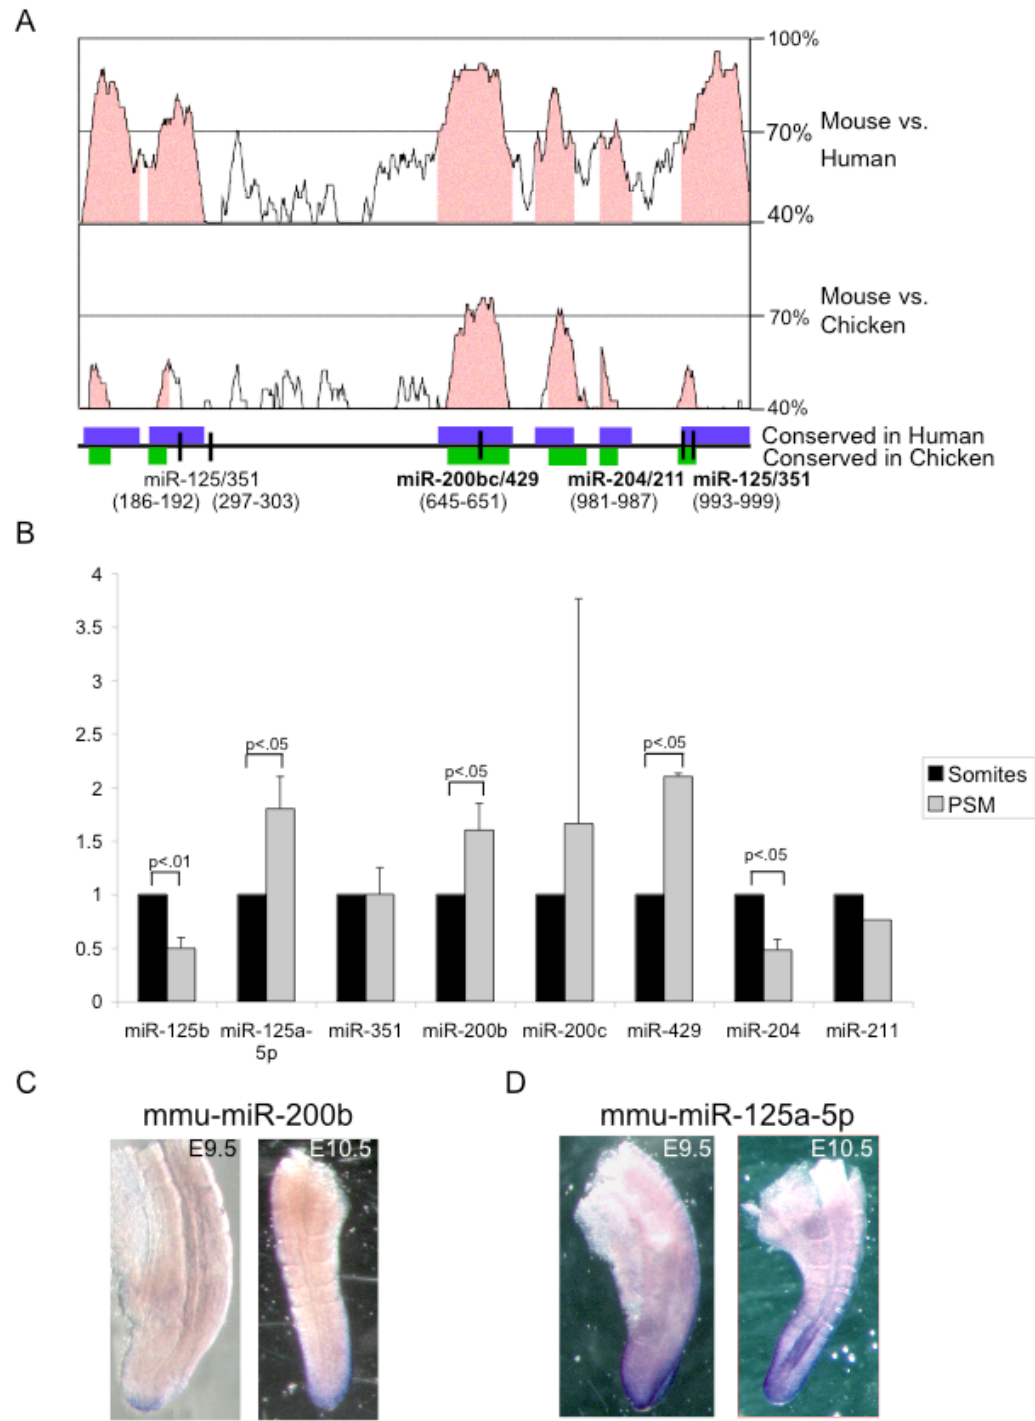 A
100%
70%
Mouse vs.
Human
40%
Mouse vs.
Chicken
70%
40%
Conserved in Human
Conserved in Chicken
miR-125/351 miR-200bc/429 miR-204/211 miR-125/351
(186-192) (297-303) (645-651) (981-987) (993-999)
B
4
3.5
3
2.5
2
1.5
1
0.5
0
p<.01
p<.05
p<.05
p<.05
p<.05
Somites
PSM
miR-125b miR-125a-5p miR-351 miR-200b miR-200c miR-429 miR-204 miR-211
C
mmu-miR-200b
E9.5
E10.5
D
mmu-miR-125a-5p
E9.5
E10.5